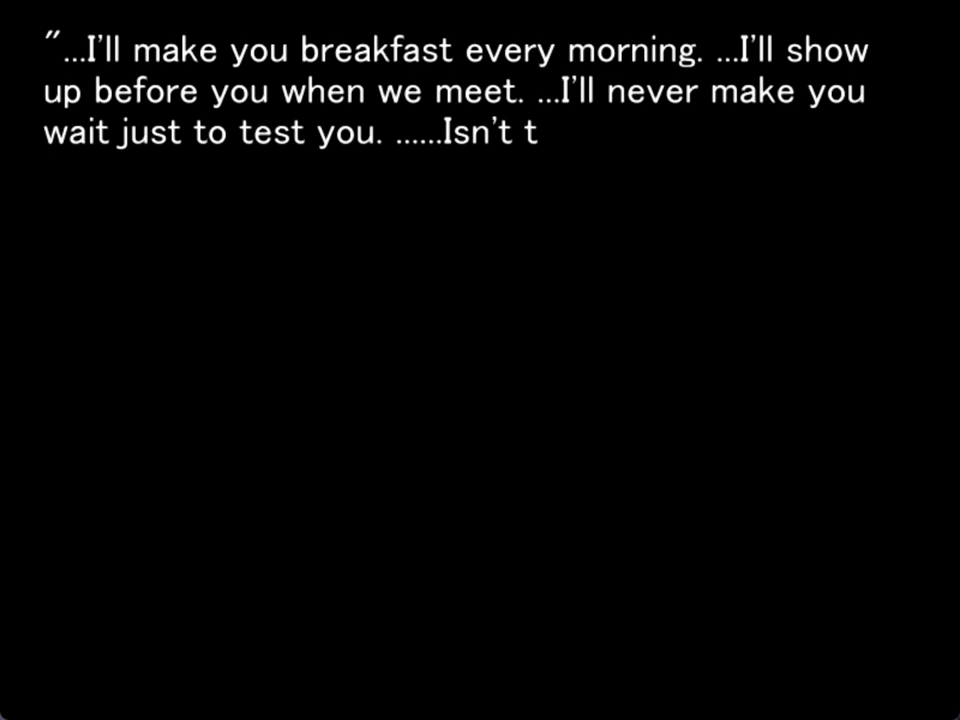 "...I'll make you breakfast every morning. ...I'll show
up before you when we meet. ...I'll never make you
wait just to test you. ......Isn't t